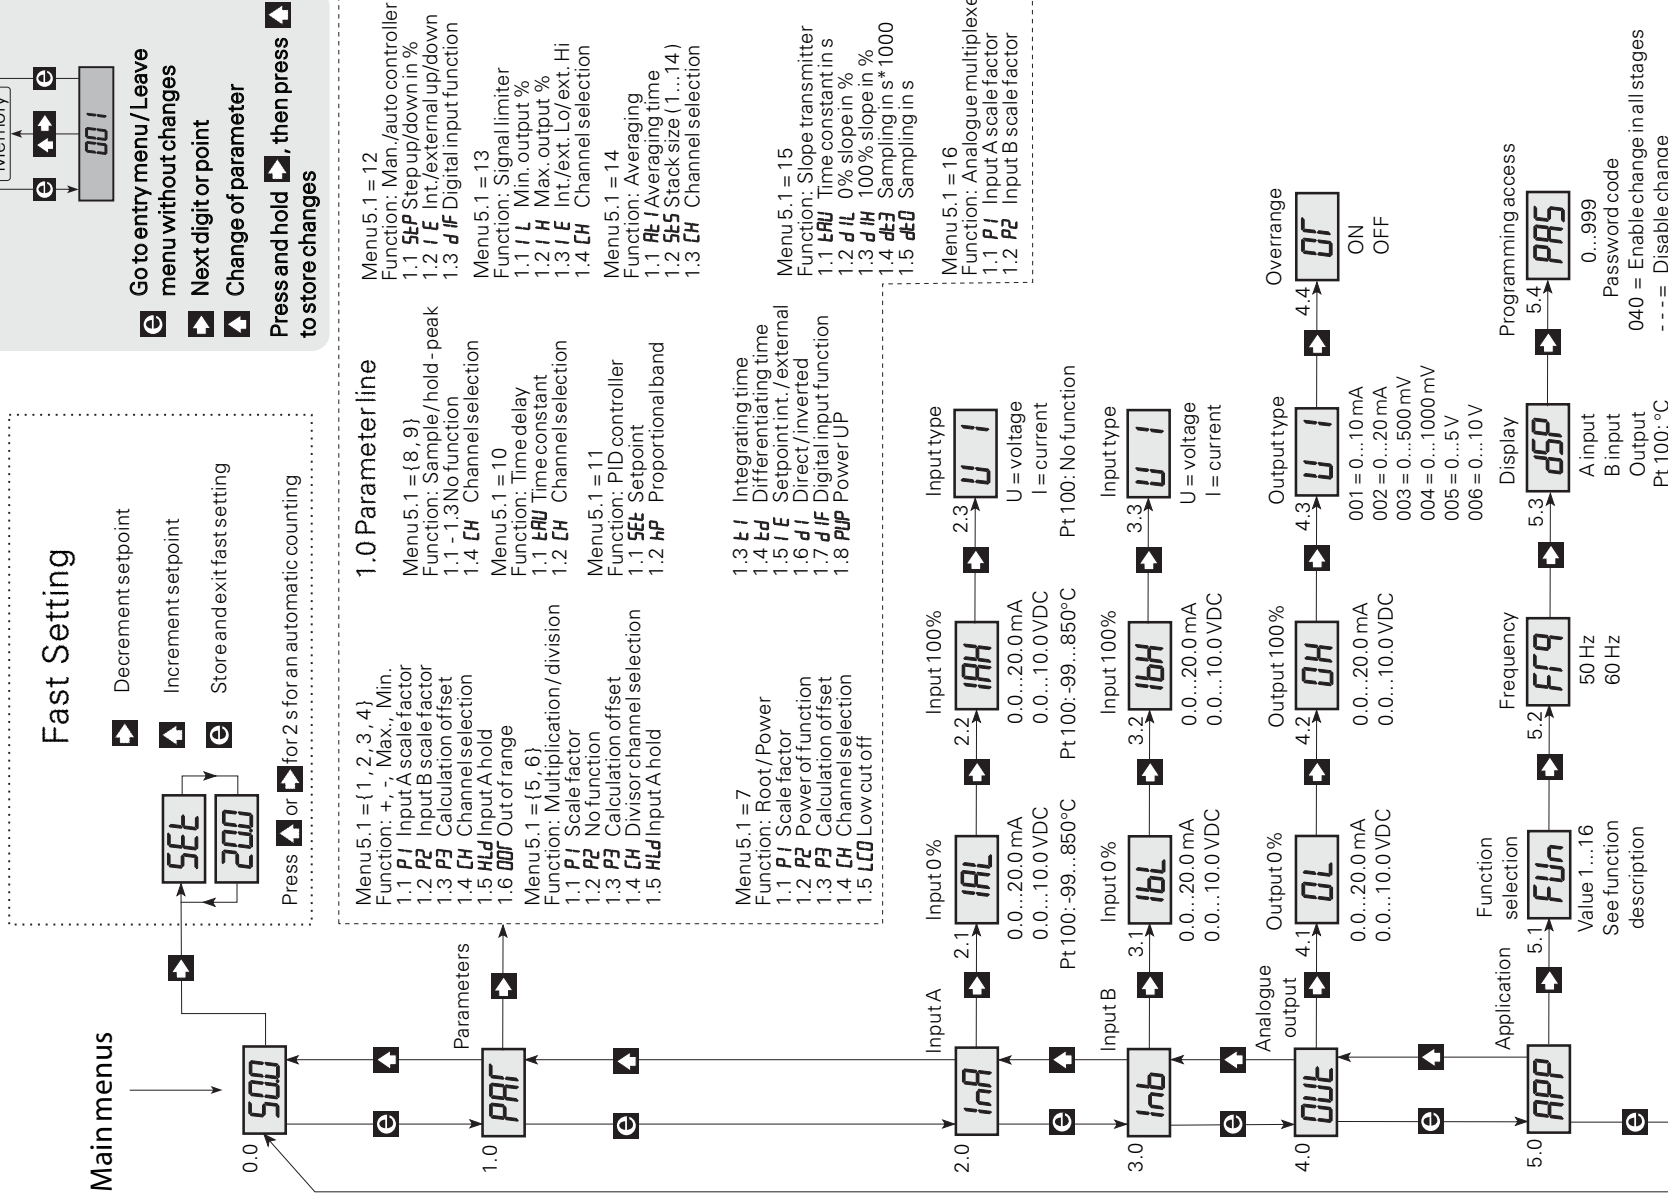 Main menus
Fast Setting
SEt
20.0
Decrement setpoint
Increment setpoint
e Store and exit fast setting
Press or for 2 s for an automatic counting
001
e
e
e Go to entry menu / Leave
menu without changes
Next digit or point
Change of parameter
Press and hold , then press
to store changes
0.0
50.0
e
1.0
PAr
Parameters
e
1.0 Parameter line
Menu 5.1 = {1, 2, 3, 4}
Function: +, -, Max., Min.
1.1 P1 Input A scale factor
1.2 P2 Input B scale factor
1.3 P3 Calculation offset
1.4 CH Channel selection
1.5 HLd Input A hold
1.6 OOr Out of range
Menu 5.1 = {5, 6}
Function: Multiplication / division
1.1 P1 Scale factor
1.2 P2 No function
1.3 P3 Calculation offset
1.4 CH Divisor channel selection
1.5 HLd Input A hold
Menu 5.1 = 7
Function: Root / Power
1.1 P1 Scale factor
1.2 P2 Power of function
1.3 P3 Calculation offset
1.4 CH Channel selection
1.5 LCO Low cut off
Menu 5.1 = {8, 9}
Function: Sample / hold - peak
1.1 - 1.3 No function
1.4 CH Channel selection
Menu 5.1 = 10
Function: Time delay
1.1 tAU Time constant
1.2 CH Channel selection
Menu 5.1 = 11
Function: PID controller
1.1 SEt Setpoint
1.2 hP Proportional band
1.3 tI Integrating time
1.4 td Differentiating time
1.5 I E Setpoint int. / external
1.6 dI Direct / inverted
1.7 dIF Digital input function
1.8 PUP Power UP
Menu 5.1 = 12
Function: Man./auto controller
1.1 StP Step up/down in %
1.2 I E Int./external up/down
1.3 dIF Digital input function
Menu 5.1 = 13
Function: Signal limiter
1.1 I L Min. output %
1.2 I H Max. output %
1.3 I E Int./ext. Lo/ ext. Hi
1.4 CH Channel selection
Menu 5.1 = 14
Function: Averaging
1.1 At I Averaging time
1.2 StS Stack size (1...14)
1.3 CH Channel selection
Menu 5.1 = 15
Function: Slope transmitter
1.1 tAU Time constant in s
1.2 dIL 0% slope in %
1.3 dIH 100% slope in %
1.4 dt3 Sampling in s*1000
1.5 dt0 Sampling in s
Menu 5.1 = 16
Function: Analogue multiplexe
1.1 P1 Input A scale factor
1.2 P2 Input B scale factor
2.0
InA
Input A
2.1
Input 0%
IAL
0.0...20.0 mA
0.0...10.0 VDC
Pt100: -99...850°C
2.2
Input 100%
IAH
0.0...20.0 mA
0.0...10.0 VDC
Pt100: -99...850°C
2.3
Input type
U I
U = voltage
I = current
Pt100: No function
e
3.0
Inb
Input B
3.1
Input 0%
IbL
0.0...20.0 mA
0.0...10.0 VDC
3.2
Input 100%
IbH
0.0...20.0 mA
0.0...10.0 VDC
3.3
Input type
U I
U = voltage
I = current
e
4.0
OUt
Analogue
output
4.1
Output 0%
OL
0.0...20.0 mA
0.0...10.0 VDC
4.2
Output 100%
OH
0.0...20.0 mA
0.0...10.0 VDC
4.3
Output type
U I
001 = 0...10 mA
002 = 0...20 mA
003 = 0...500 mV
004 = 0...1000 mV
005 = 0...5 V
006 = 0...10 V
4.4
Overrange
Or
ON
OFF
e
5.0
APP
Application
5.1
Function
selection
FUn
Value 1...16
See function
description
5.2
Frequency
Frq
50 Hz
60 Hz
5.3
Display
dSP
A input
B input
Output
Pt 100: °C
5.4
Programming access
PAS
0...999
Password code
040 = Enable change in all stages
- - - = Disable change
e